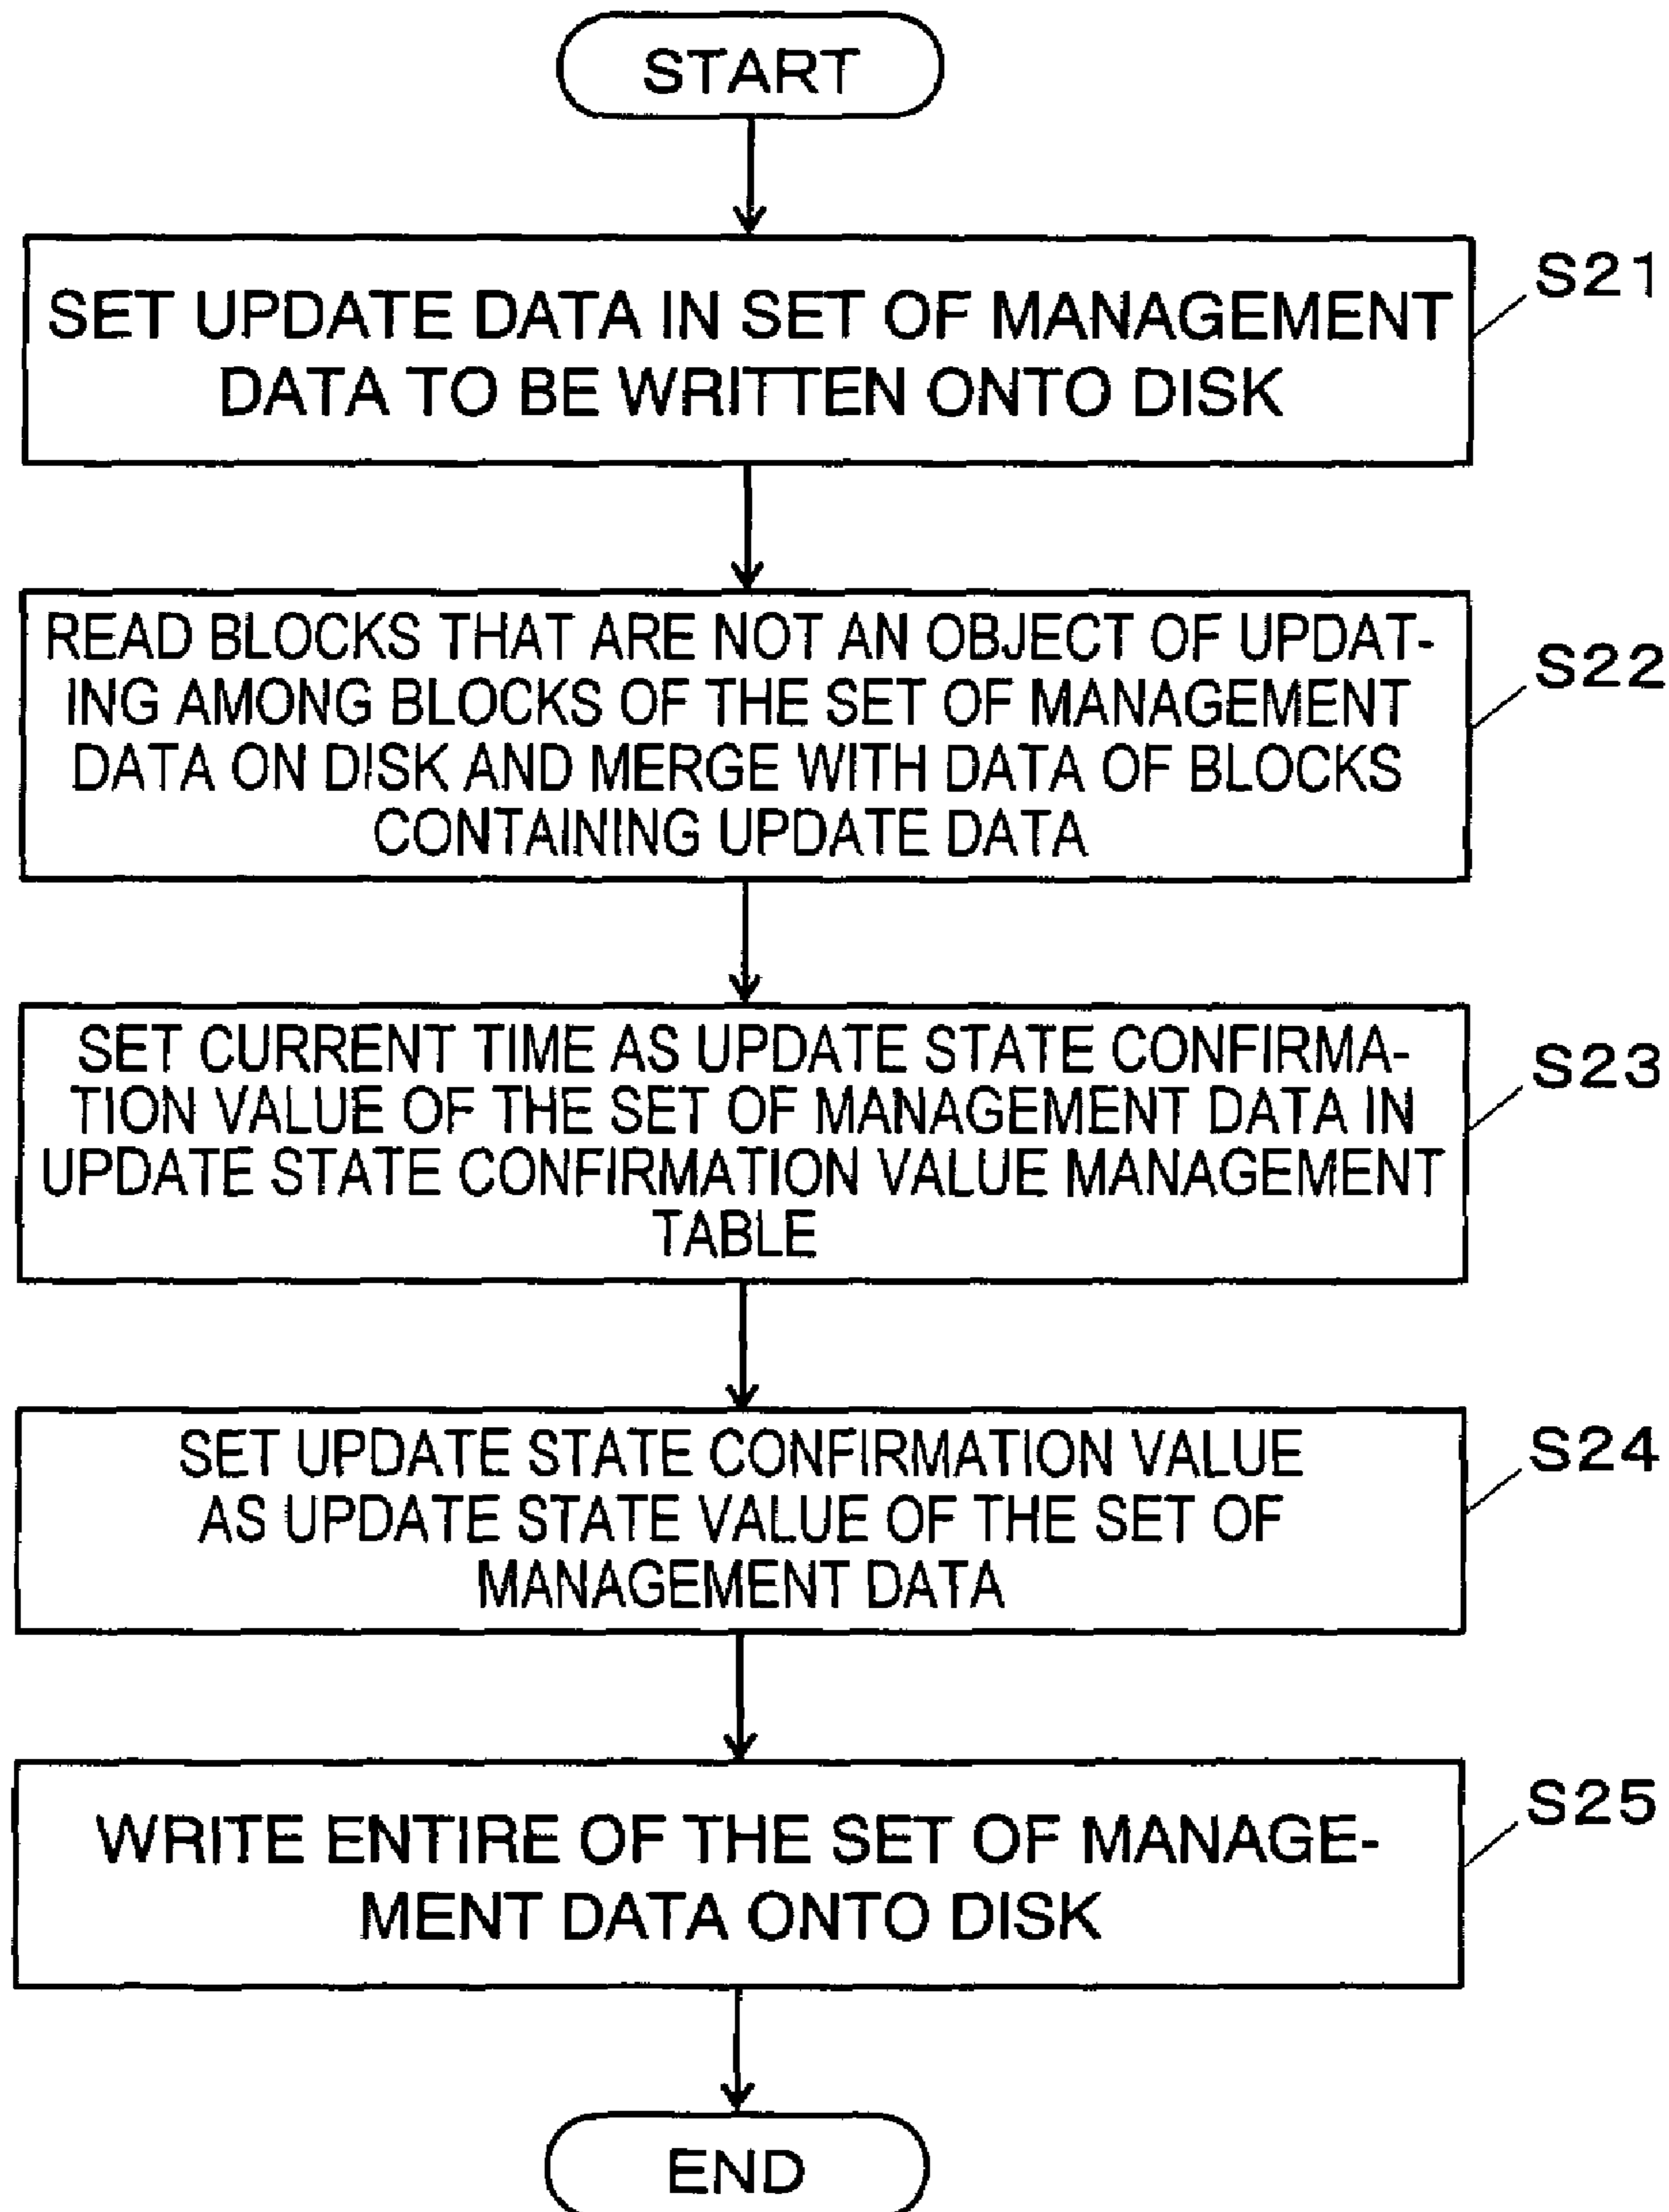 START
SET UPDATE DATA IN SET OF MANAGEMENT
DATA TO BE WRITTEN ONTO DISK
S21
READ BLOCKS THAT ARE NOT AN OBJECT OF UPDAT-
ING AMONG BLOCKS OF THE SET OF MANAGEMENT
DATA ON DISK AND MERGE WITH DATA OF BLOCKS
CONTAINING UPDATE DATA
S22
SET CURRENT TIME AS UPDATE STATE CONFIRMA-
TION VALUE OF THE SET OF MANAGEMENT DATA IN
UPDATE STATE CONFIRMATION VALUE MANAGEMENT
TABLE
S23
SET UPDATE STATE CONFIRMATION VALUE
AS UPDATE STATE VALUE OF THE SET OF
MANAGEMENT DATA
S24
WRITE ENTIRE OF THE SET OF MANAGE-
MENT DATA ONTO DISK
S25
END